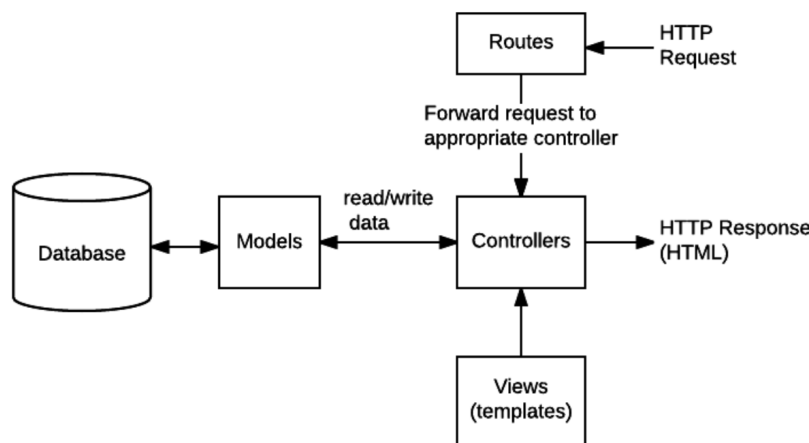 Routes
HTTP
Request
Forward request to
appropriate controller
Database
Models
read/write
data
Controllers
HTTP Response
(HTML)
Views
(templates)